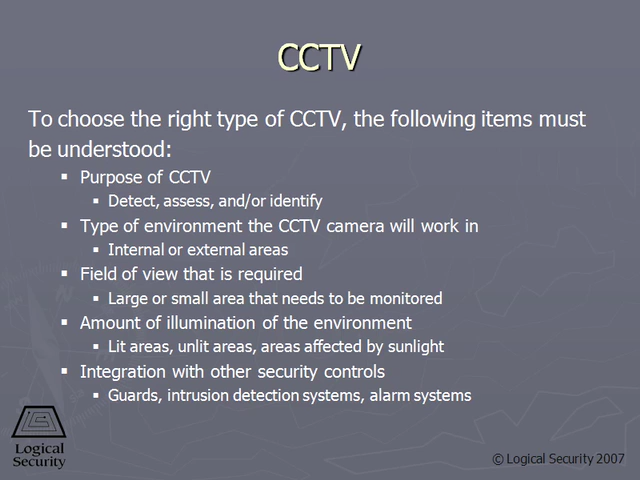 CCTV
To choose the right type of CCTV, the following items must
be understood:
▪ Purpose of CCTV
▪ Detect, assess, and/or identify
▪ Type of environment the CCTV camera will work in
▪ Internal or external areas
▪ Field of view that is required
▪ Large or small area that needs to be monitored
▪ Amount of illumination of the environment
▪ Lit areas, unlit areas, areas affected by sunlight
▪ Integration with other security controls
▪ Guards, intrusion detection systems, alarm systems
Logical
Security
© Logical Security 2007